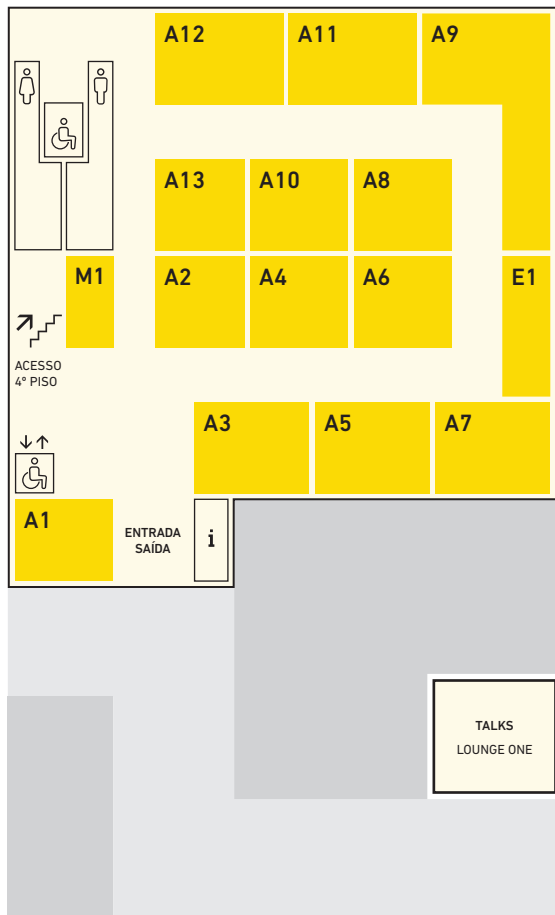 A12
A11
A9
A13
A10
A8
M1
A2
A4
A6
E1
ACESSO
4º PISO
A3
A5
A7
A1
ENTRADA
SAÍDA
i
TALKS
LOUNGE ONE